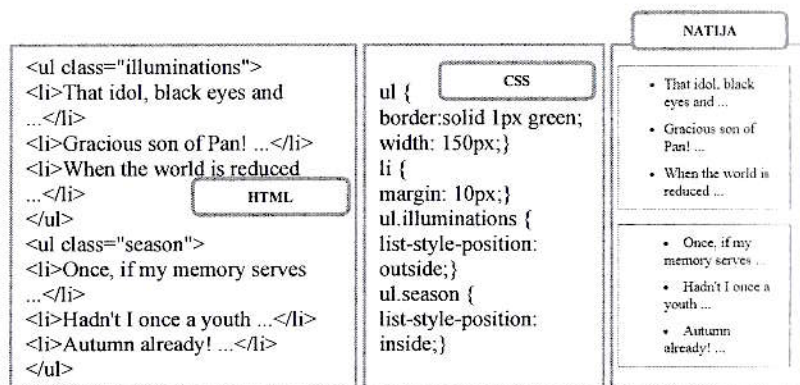 NATIJA
<ul class="illuminations">
<li>That idol, black eyes and
...</li>
<li>Gracious son of Pan! ...</li>
<li>When the world is reduced
...</li>
HTML
</ul>
<ul class="season">
<li>Once, if my memory serves
...</li>
<li>Hadn't I once a youth ...</li>
<li>Autumn already! ...</li>
</ul>
CSS
ul {
border:solid 1px green;
width: 150px;}
li {
margin: 10px;}
ul.illuminations {
list-style-position:
outside;}
ul.season {
list-style-position:
inside;}
• That idol, black
eyes and ...
• Gracious son of
Pan! ...
• When the world is
reduced ...
• Once, if my
memory serves ...
• Hadn't I once a
youth ...
• Autumn
already! ...